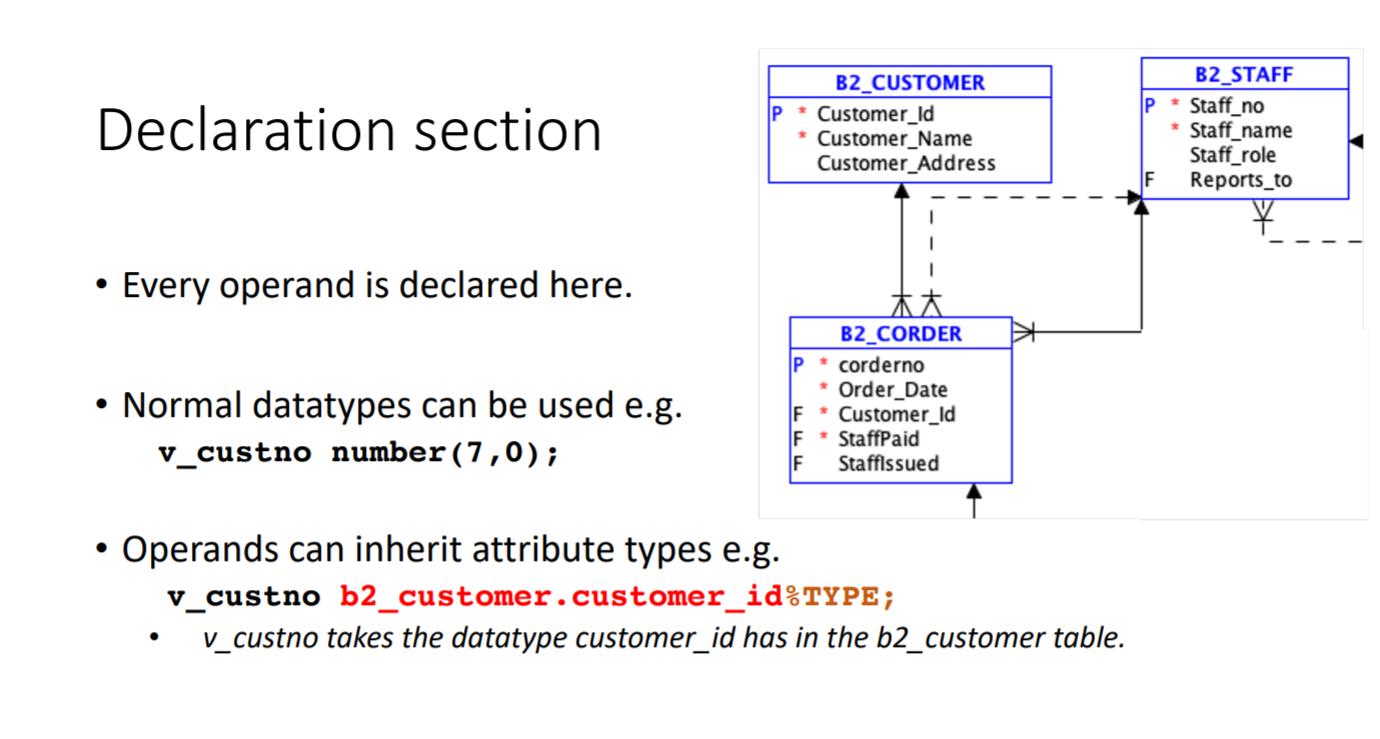 Declaration section
• Every operand is declared here.
• Normal datatypes can be used e.g.
v_custno number(7,0);
• Operands can inherit attribute types e.g.
v_custno b2_customer.customer_id%TYPE;
• v_custno takes the datatype customer_id has in the b2_customer table.
B2_CUSTOMER
P * Customer_Id
* Customer_Name
Customer_Address
B2_STAFF
P * Staff_no
* Staff_name
Staff_role
F Reports_to
B2_CORDER
P * corderno
* Order_Date
F * Customer_Id
F * StaffPaid
F StaffIssued